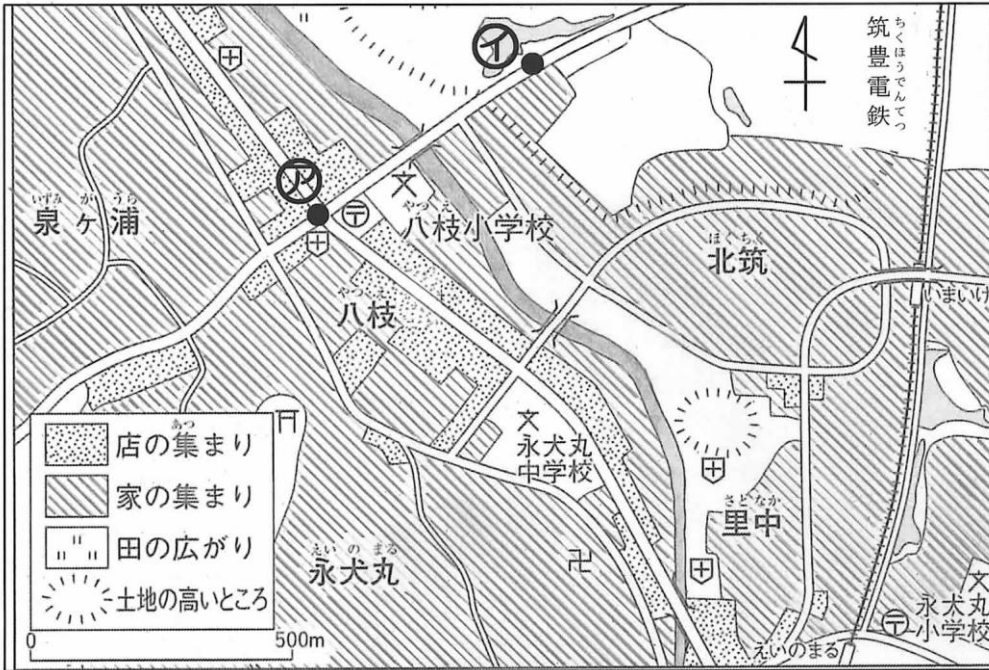 ちくほうでんてつ
筑豊電鉄
㋑
㋐
いずみ が うら
泉ヶ浦
〒
文
やつえ
八枝小学校
ほくちく
北筑
いまいけ
八枝
文
永犬丸
中学校
さとなか
里中
えいのまる
永犬丸
卍
文
永犬丸
小学校
〒
えいのまる
あつ
店の集まり
家の集まり
田の広がり
土地の高いところ
0
500m